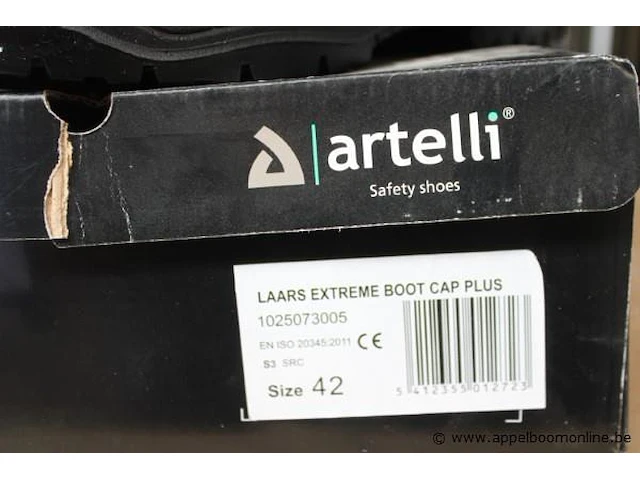 artelli®
Safety shoes
LAARS EXTREME BOOT CAP PLUS
1025073005
EN ISO 20345:2011 CE
S3 SRC
Size 42
5 412355 012723
© www.appelboomonline.be